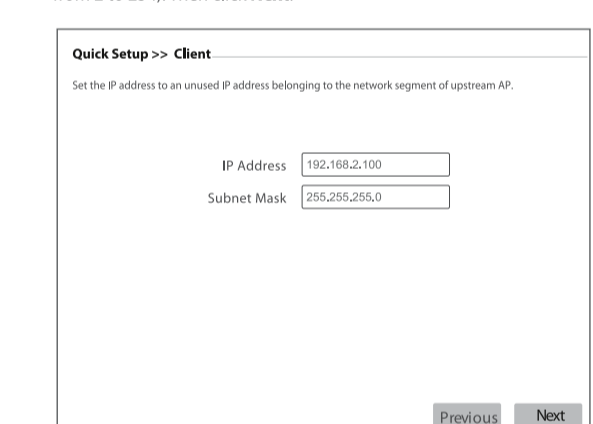 Quick Setup >> Client
Set the IP address to an unused IP address belonging to the network segment of upstream AP.
IP Address 192.168.2.100
Subnet Mask 255.255.255.0
Previous Next